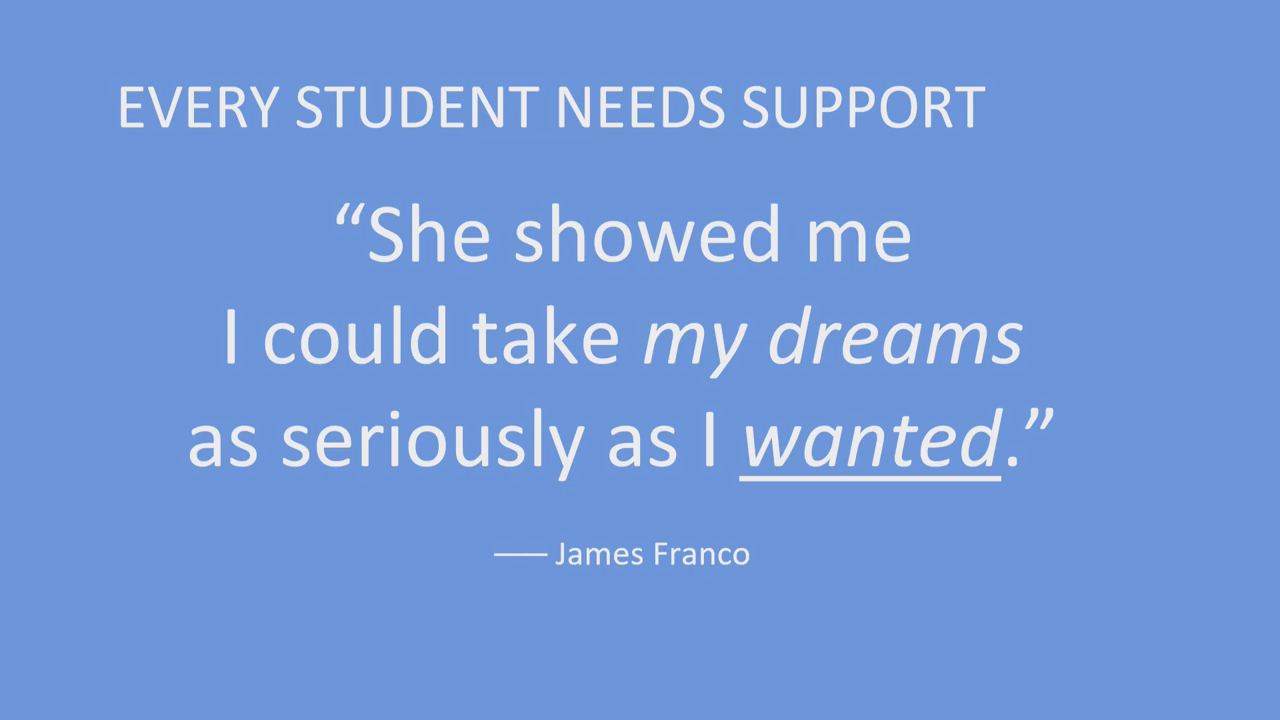 EVERY STUDENT NEEDS SUPPORT
“She showed me
I could take my dreams
as seriously as I wanted.”
—— James Franco